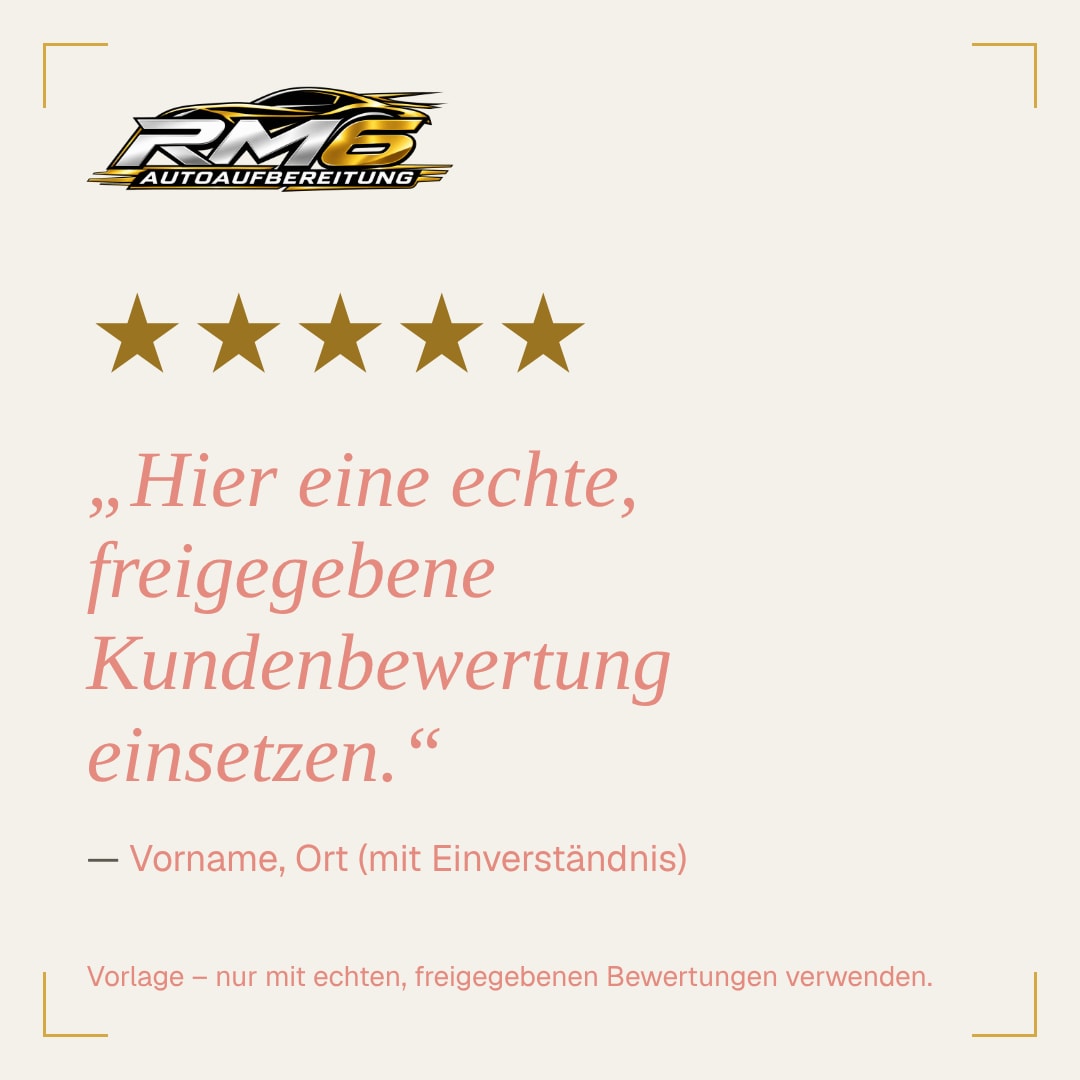 RM6
AUTOAUFBEREITUNG
★★★★★
„Hier eine echte,
freigegebene
Kundenbewertung
einsetzen.“
— Vorname, Ort (mit Einverständnis)
Vorlage – nur mit echten, freigegebenen Bewertungen verwenden.